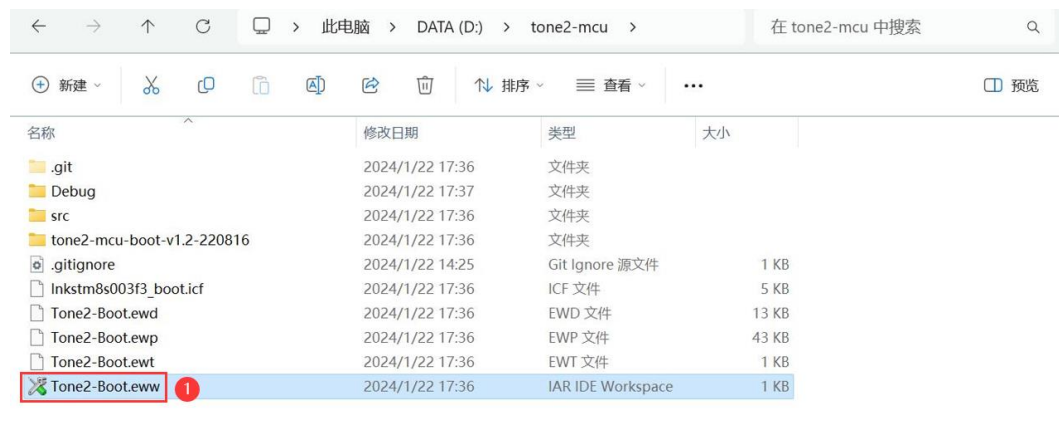 此电脑 > DATA (D:) > tone2-mcu > 在 tone2-mcu 中搜索
新建 排序 查看 ... 预览
名称 修改日期 类型 大小
.git 2024/1/22 17:36 文件夹
Debug 2024/1/22 17:37 文件夹
src 2024/1/22 17:36 文件夹
tone2-mcu-boot-v1.2-220816 2024/1/22 17:36 文件夹
.gitignore 2024/1/22 14:25 Git Ignore 源文件 1 KB
lnkstm8s003f3_boot.icf 2024/1/22 17:36 ICF 文件 5 KB
Tone2-Boot.ewd 2024/1/22 17:36 EWD 文件 13 KB
Tone2-Boot.ewp 2024/1/22 17:36 EWP 文件 43 KB
Tone2-Boot.ewt 2024/1/22 17:36 EWT 文件 1 KB
Tone2-Boot.eww 1 2024/1/22 17:36 IAR IDE Workspace 1 KB